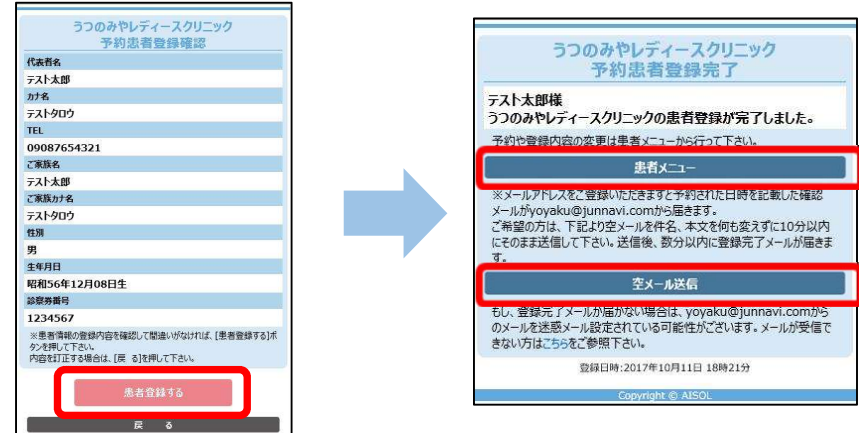 うつのみやレディースクリニック
予約患者登録確認
代表者名
テスト太郎
カナ名
テストタロウ
TEL
09087654321
ご家族名
テスト太郎
ご家族カナ名
テストタロウ
性別
男
生年月日
昭和56年12月08日生
診察券番号
1234567
※患者情報の登録内容を確認して間違いがなければ、[患者登録する]ボ
タンを押して下さい。
内容を訂正する場合は、[戻 る]を押して下さい。
患者登録する
戻 る
うつのみやレディースクリニック
予約患者登録完了
テスト太郎様
うつのみやレディースクリニックの患者登録が完了しました。
予約や登録内容の変更は患者メニューから行って下さい。
患者メニュー
※メールアドレスをご登録いただきますと予約された日時を記載した確認
メールがyoyaku@junnavi.comから届きます。
ご希望の方は、下記より空メールを件名、本文を何も変えずに10分以内
にそのまま送信して下さい。送信後、数分以内に登録完了メールが届きま
す。
空メール送信
もし、登録完了メールが届かない場合は、yoyaku@junnavi.comから
のメールを迷惑メール設定されている可能性がございます。メールが受信で
きない方はこちらをご参照下さい。
登録日時:2017年10月11日 18時21分
Copyright © AISOL